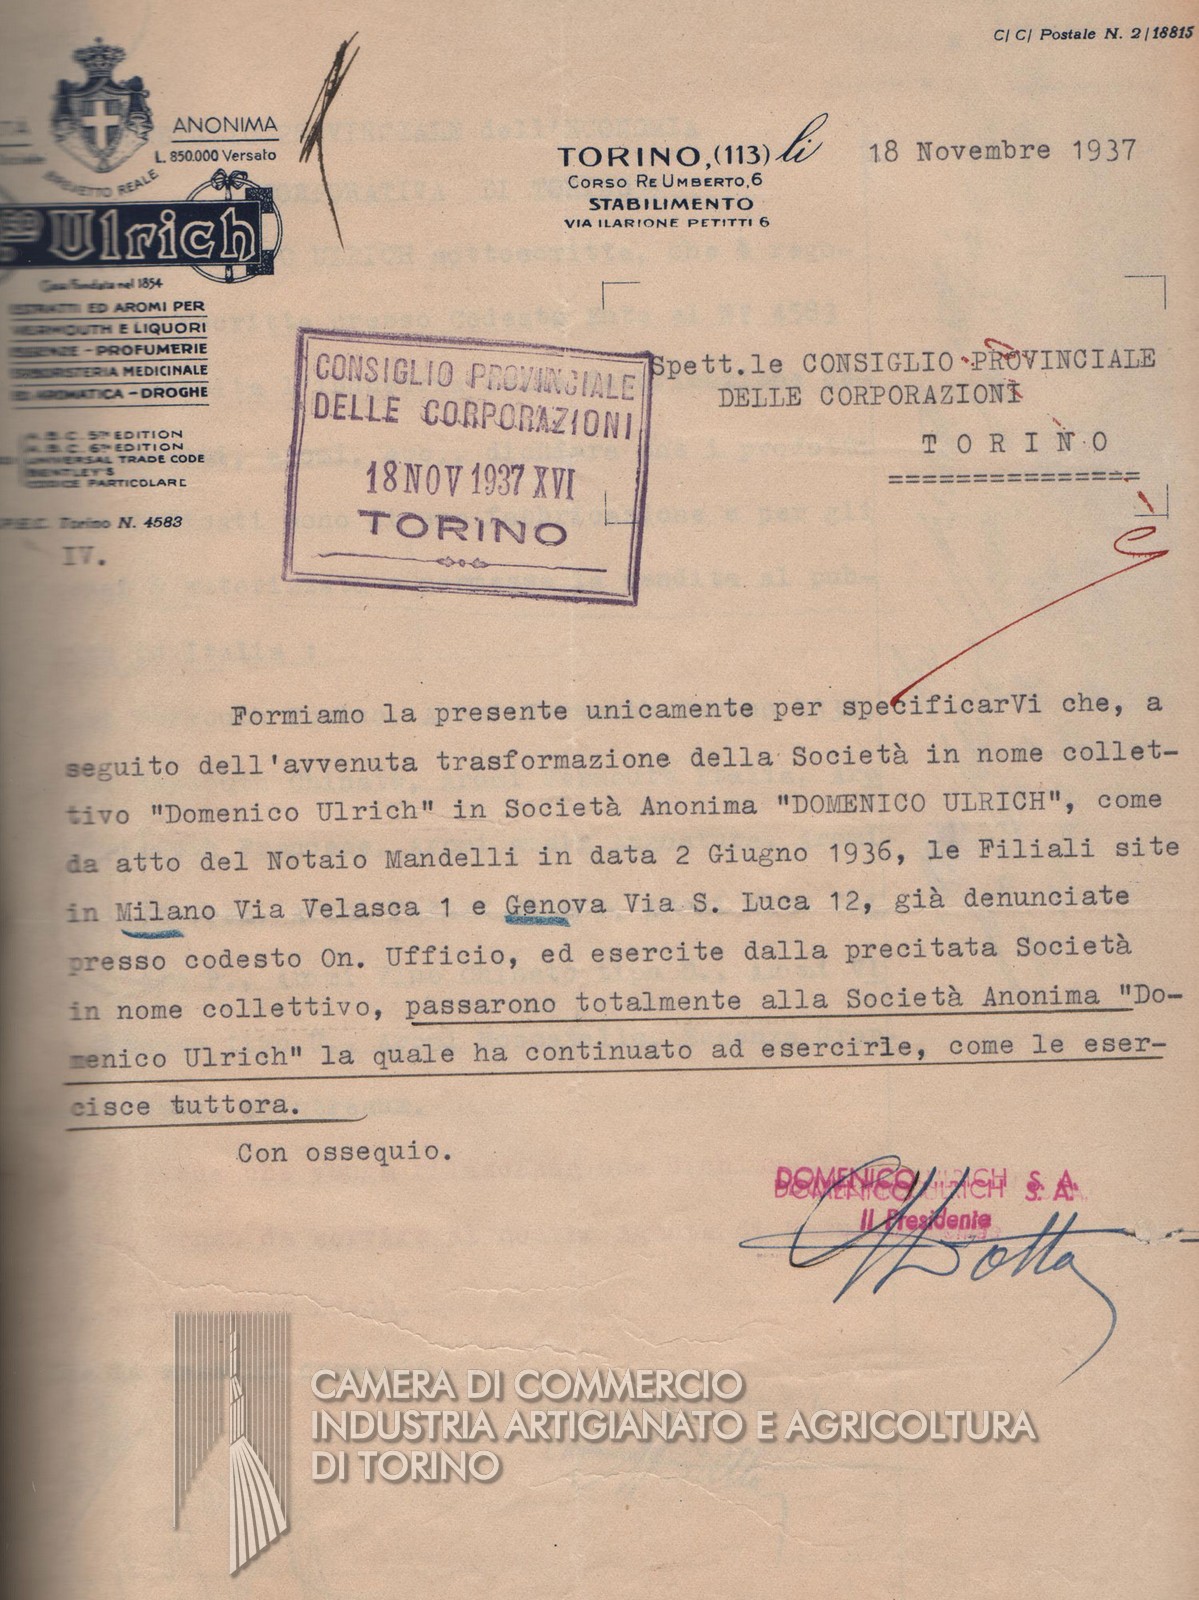 C/ C/ Postale N. 2/18815
ANONIMA
L. 850.000 Versato
BREVETTO REALE
Ulrich
Casa fondata nel 1854
ESTRATTI ED AROMI PER
VERMOUTH E LIQUORI
ESSENZE - PROFUMERIE
ERBORISTERIA MEDICINALE
ED AROMATICA - DROGHE
A.B.C. 5TH EDITION
A.B.C. 6TH EDITION
UNIVERSAL TRADE CODE
BENTLEY'S
CODICE PARTICOLARE
Torino N. 4583
IV.
TORINO, (113) li 18 Novembre 1937
CORSO RE UMBERTO, 6
STABILIMENTO
VIA ILARIONE PETITTI 6
CONSIGLIO PROVINCIALE
DELLE CORPORAZIONI
18 NOV 1937 XVI
TORINO
Spett.le CONSIGLIO PROVINCIALE
DELLE CORPORAZIONI
T O R I N O
===============
Formiamo la presente unicamente per specificarVi che, a
seguito dell'avvenuta trasformazione della Società in nome collet-
tivo "Domenico Ulrich" in Società Anonima "DOMENICO ULRICH", come
da atto del Notaio Mandelli in data 2 Giugno 1936, le Filiali site
in Milano Via Velasca 1 e Genova Via S. Luca 12, già denunciate
presso codesto On. Ufficio, ed esercite dalla precitata Società
in nome collettivo, passarono totalmente alla Società Anonima "Do-
menico Ulrich" la quale ha continuato ad esercirle, come le eser-
cisce tuttora.
Con ossequio.
DOMENICO ULRICH S. A.
Il Presidente
CAMERA DI COMMERCIO
INDUSTRIA ARTIGIANATO E AGRICOLTURA
DI TORINO